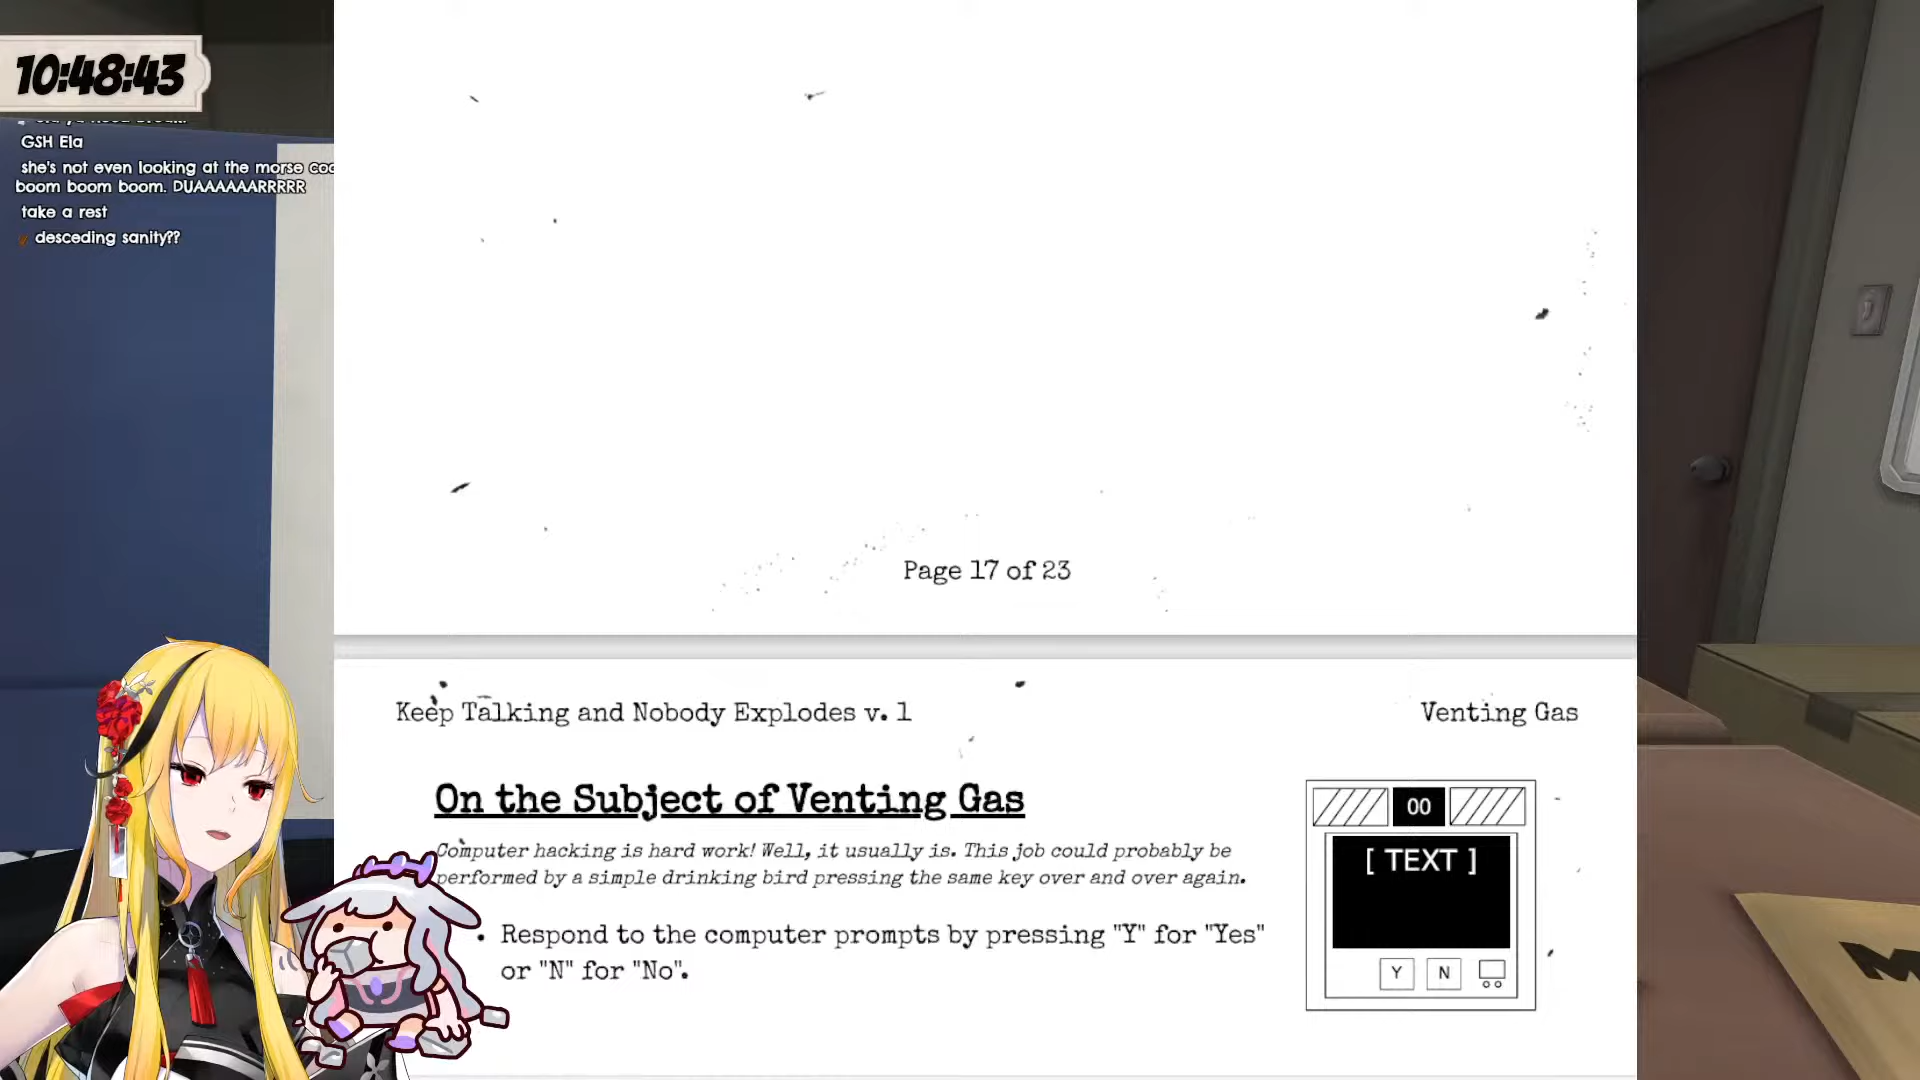 10:48:43
GSH Ela
she's not even looking at the morse
boom boom boom. DUAAAAAARRRRR
take a rest
desceding sanity??
Page 17 of 23
Keep Talking and Nobody Explodes v. 1
Venting Gas
On the Subject of Venting Gas
00
Computer hacking is hard work! Well, it usually is. This job could probably be
performed by a simple drinking bird pressing the same key over and over again.
[ TEXT ]
• Respond to the computer prompts by pressing "Y" for "Yes"
or "N" for "No".
Y N